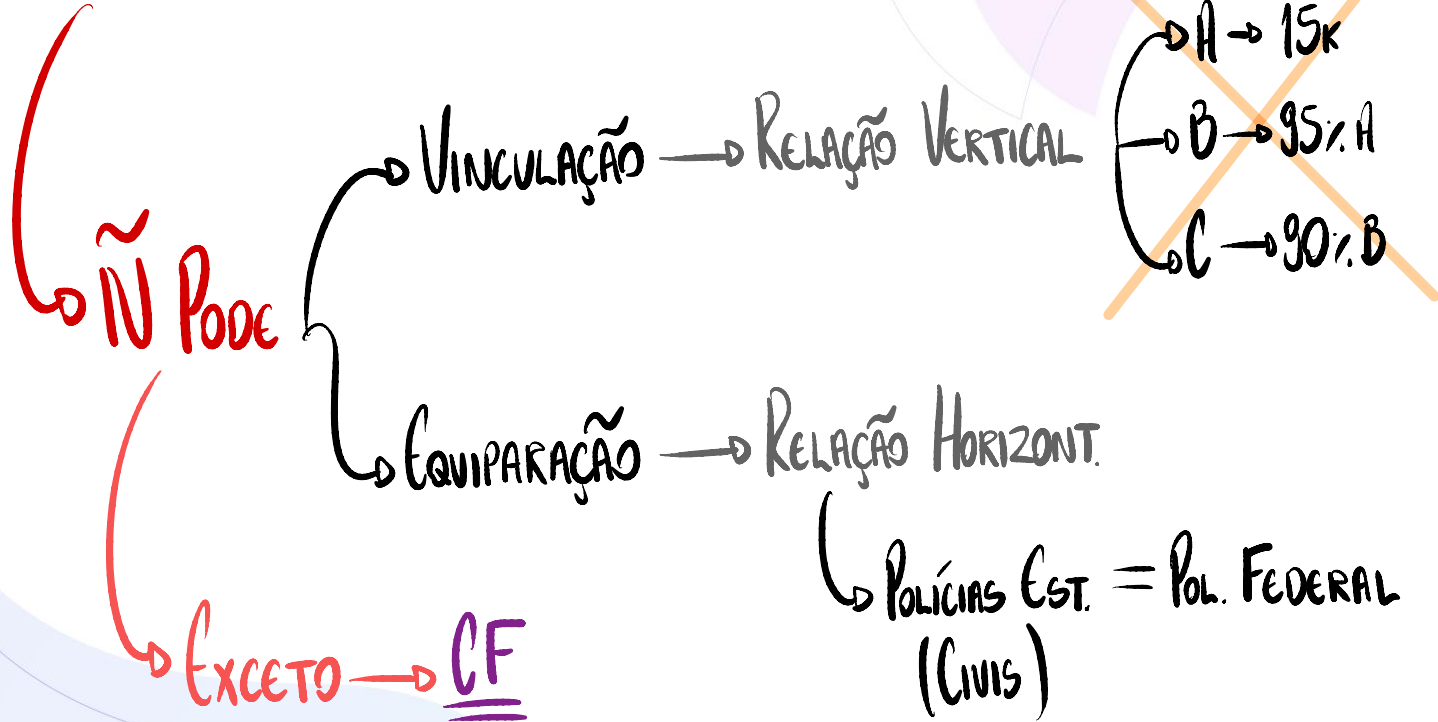 A → 15K
VINCULAÇÃO → RELAÇÃO VERTICAL
B → 95% A
C → 90% B
Ñ PODE
EQUIPARAÇÃO → RELAÇÃO HORIZONT.
POLÍCIAS EST. = POL. FEDERAL
(CIVIS)
EXCETO → CF